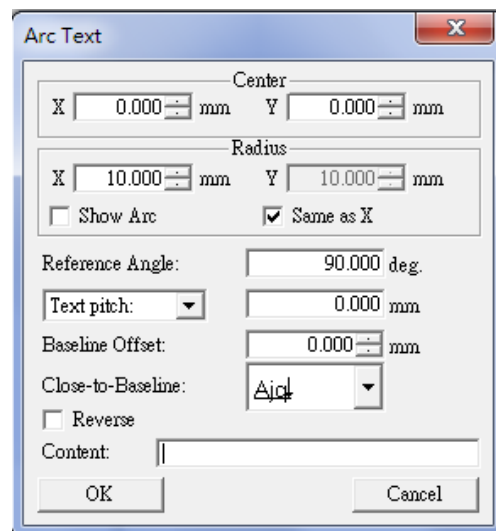 Arc Text
Center
X 0.000 mm Y 0.000 mm
Radius
X 10.000 mm Y 10.000 mm
Show Arc Same as X
Reference Angle: 90.000 deg.
Text pitch: 0.000 mm
Baseline Offset: 0.000 mm
Close-to-Baseline: Ajq
Reverse
Content:
OK Cancel